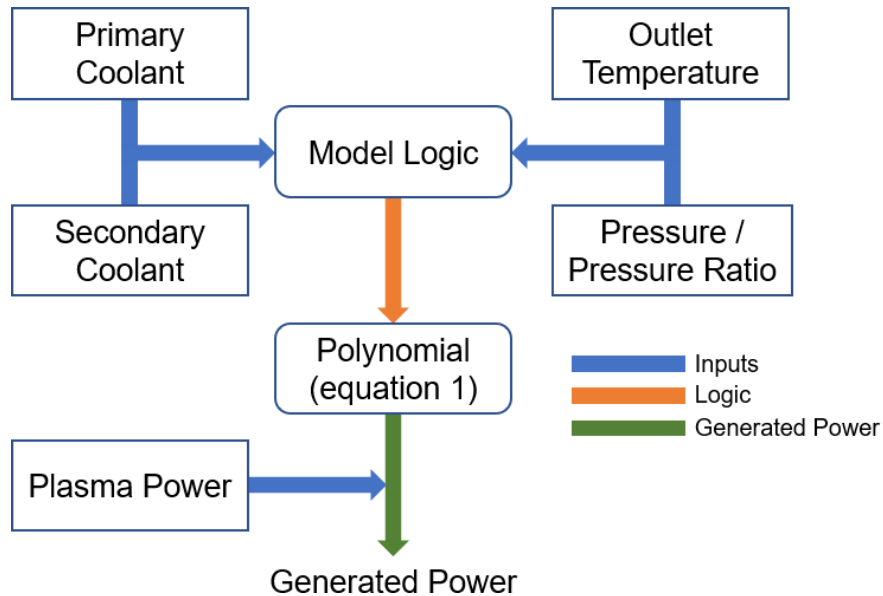 Primary
Coolant
Outlet
Temperature
Model Logic
Secondary
Coolant
Pressure /
Pressure Ratio
Polynomial
(equation 1)
Inputs
Logic
Generated Power
Plasma Power
Generated Power